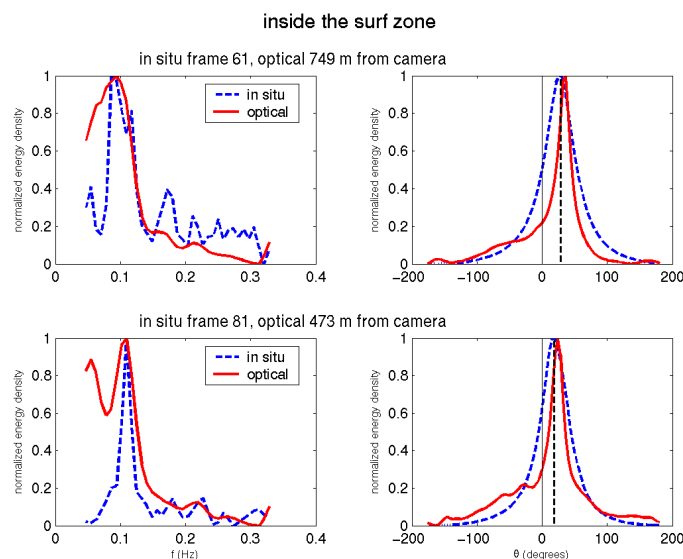 inside the surf zone
in situ frame 61, optical 749 m from camera
normalized energy density
1
0.8
0.6
0.4
0.2
0
0 0.1 0.2 0.3 0.4
in situ
optical
normalized energy density
1
0.8
0.6
0.4
0.2
0
-200 -100 0 100 200
in situ frame 81, optical 473 m from camera
normalized energy density
1
0.8
0.6
0.4
0.2
0
0 0.1 0.2 0.3 0.4
f (Hz)
in situ
optical
normalized energy density
1
0.8
0.6
0.4
0.2
0
-200 -100 0 100 200
θ (degrees)